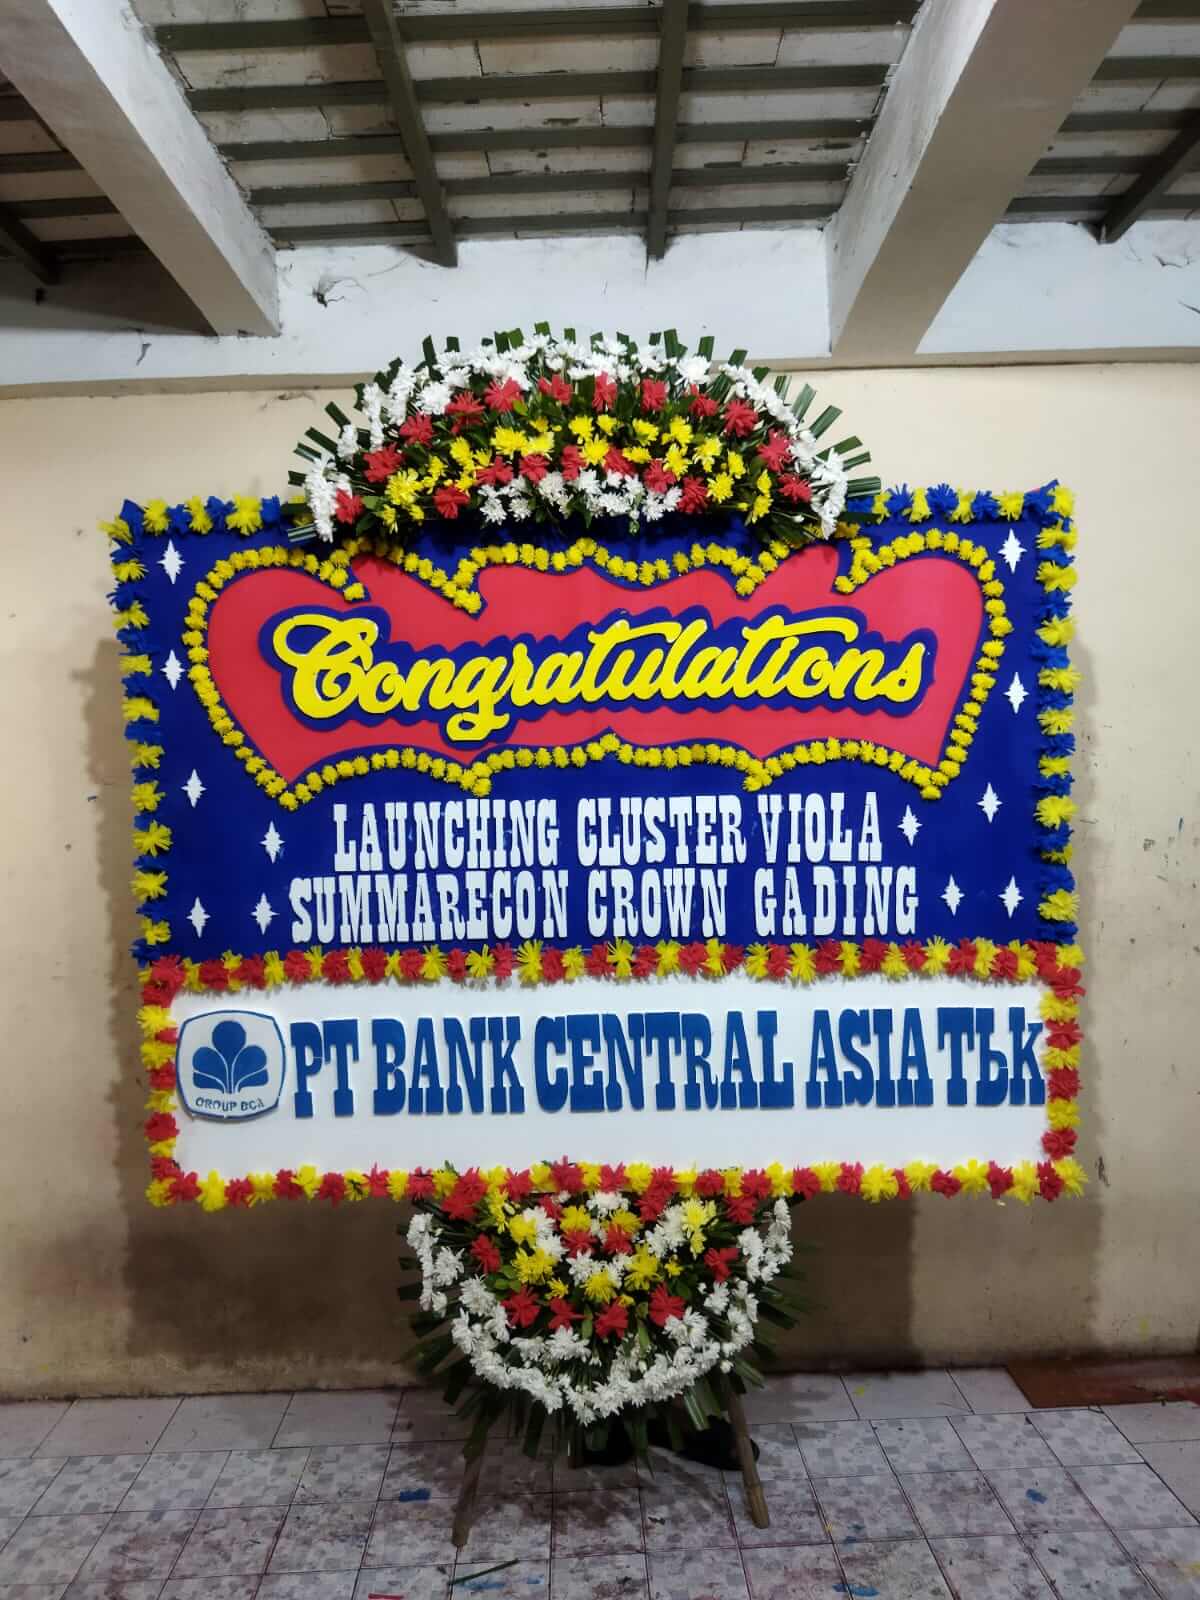 Congratulations
LAUNCHING CLUSTER VIOLA
SUMMARECON CROWN GADING
GROUP BCA
PT BANK CENTRAL ASIA Tbk